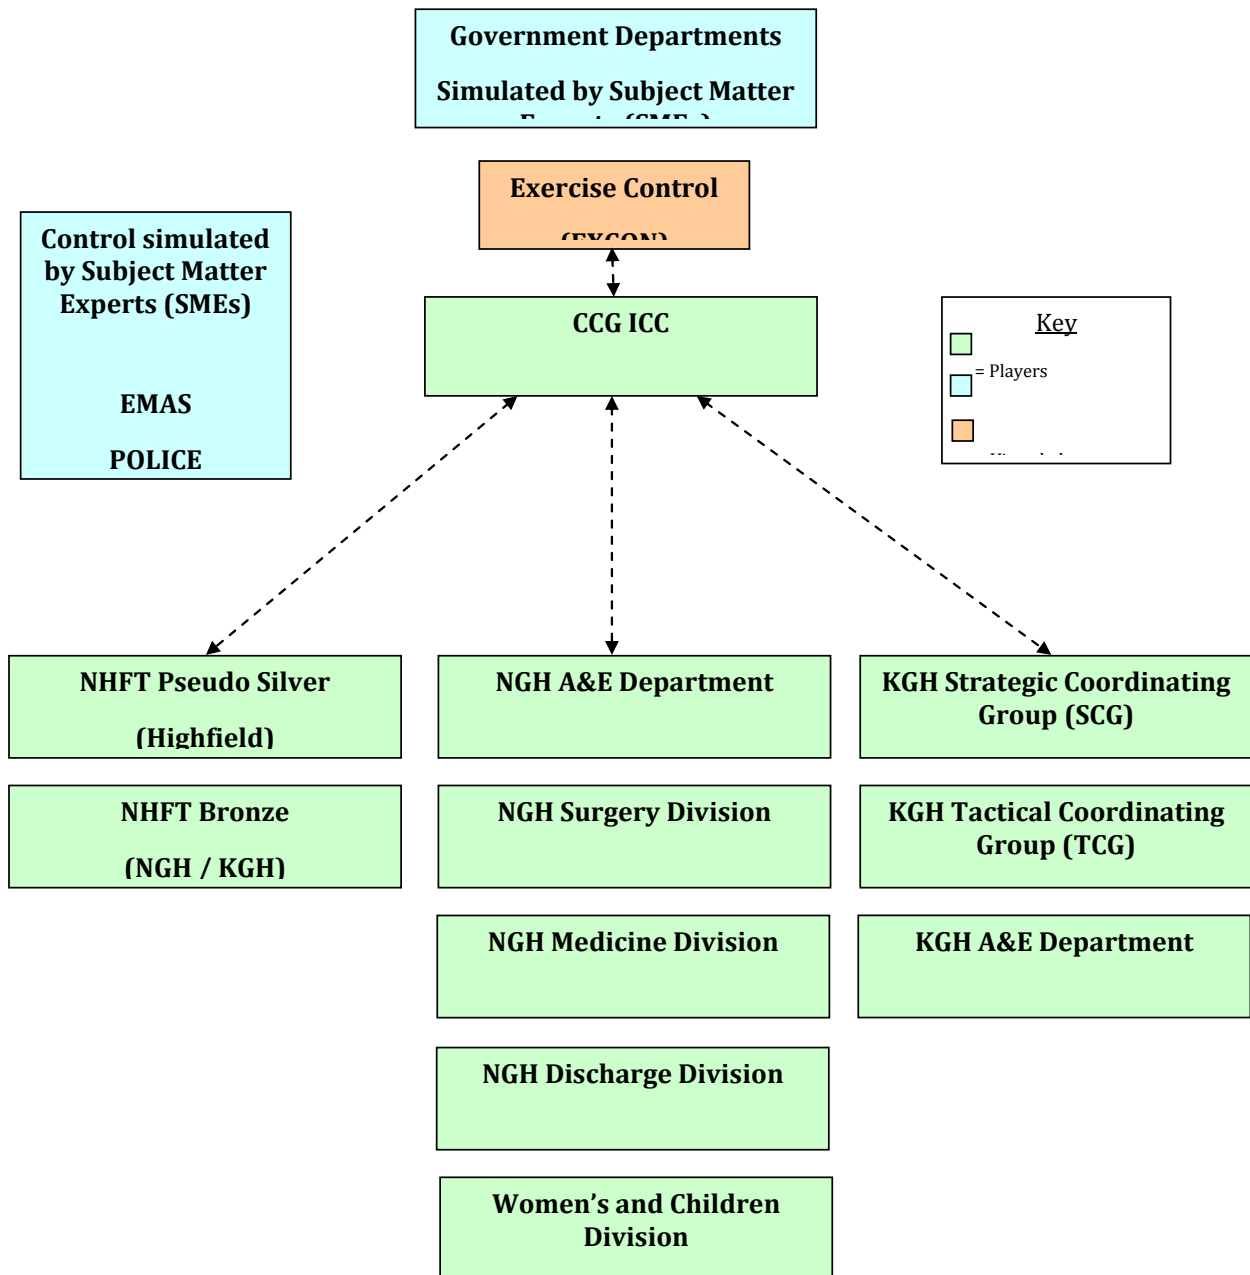 Government Departments
Simulated by Subject Matter
Exercise Control
Control simulated
by Subject Matter
Experts (SMEs)
EMAS
POLICE
CCG ICC
Key
= Players
NHFT Pseudo Silver
(Highfield)
NGH A&E Department
KGH Strategic Coordinating
Group (SCG)
NHFT Bronze
(NGH / KGH)
NGH Surgery Division
KGH Tactical Coordinating
Group (TCG)
NGH Medicine Division
KGH A&E Department
NGH Discharge Division
Women’s and Children
Division